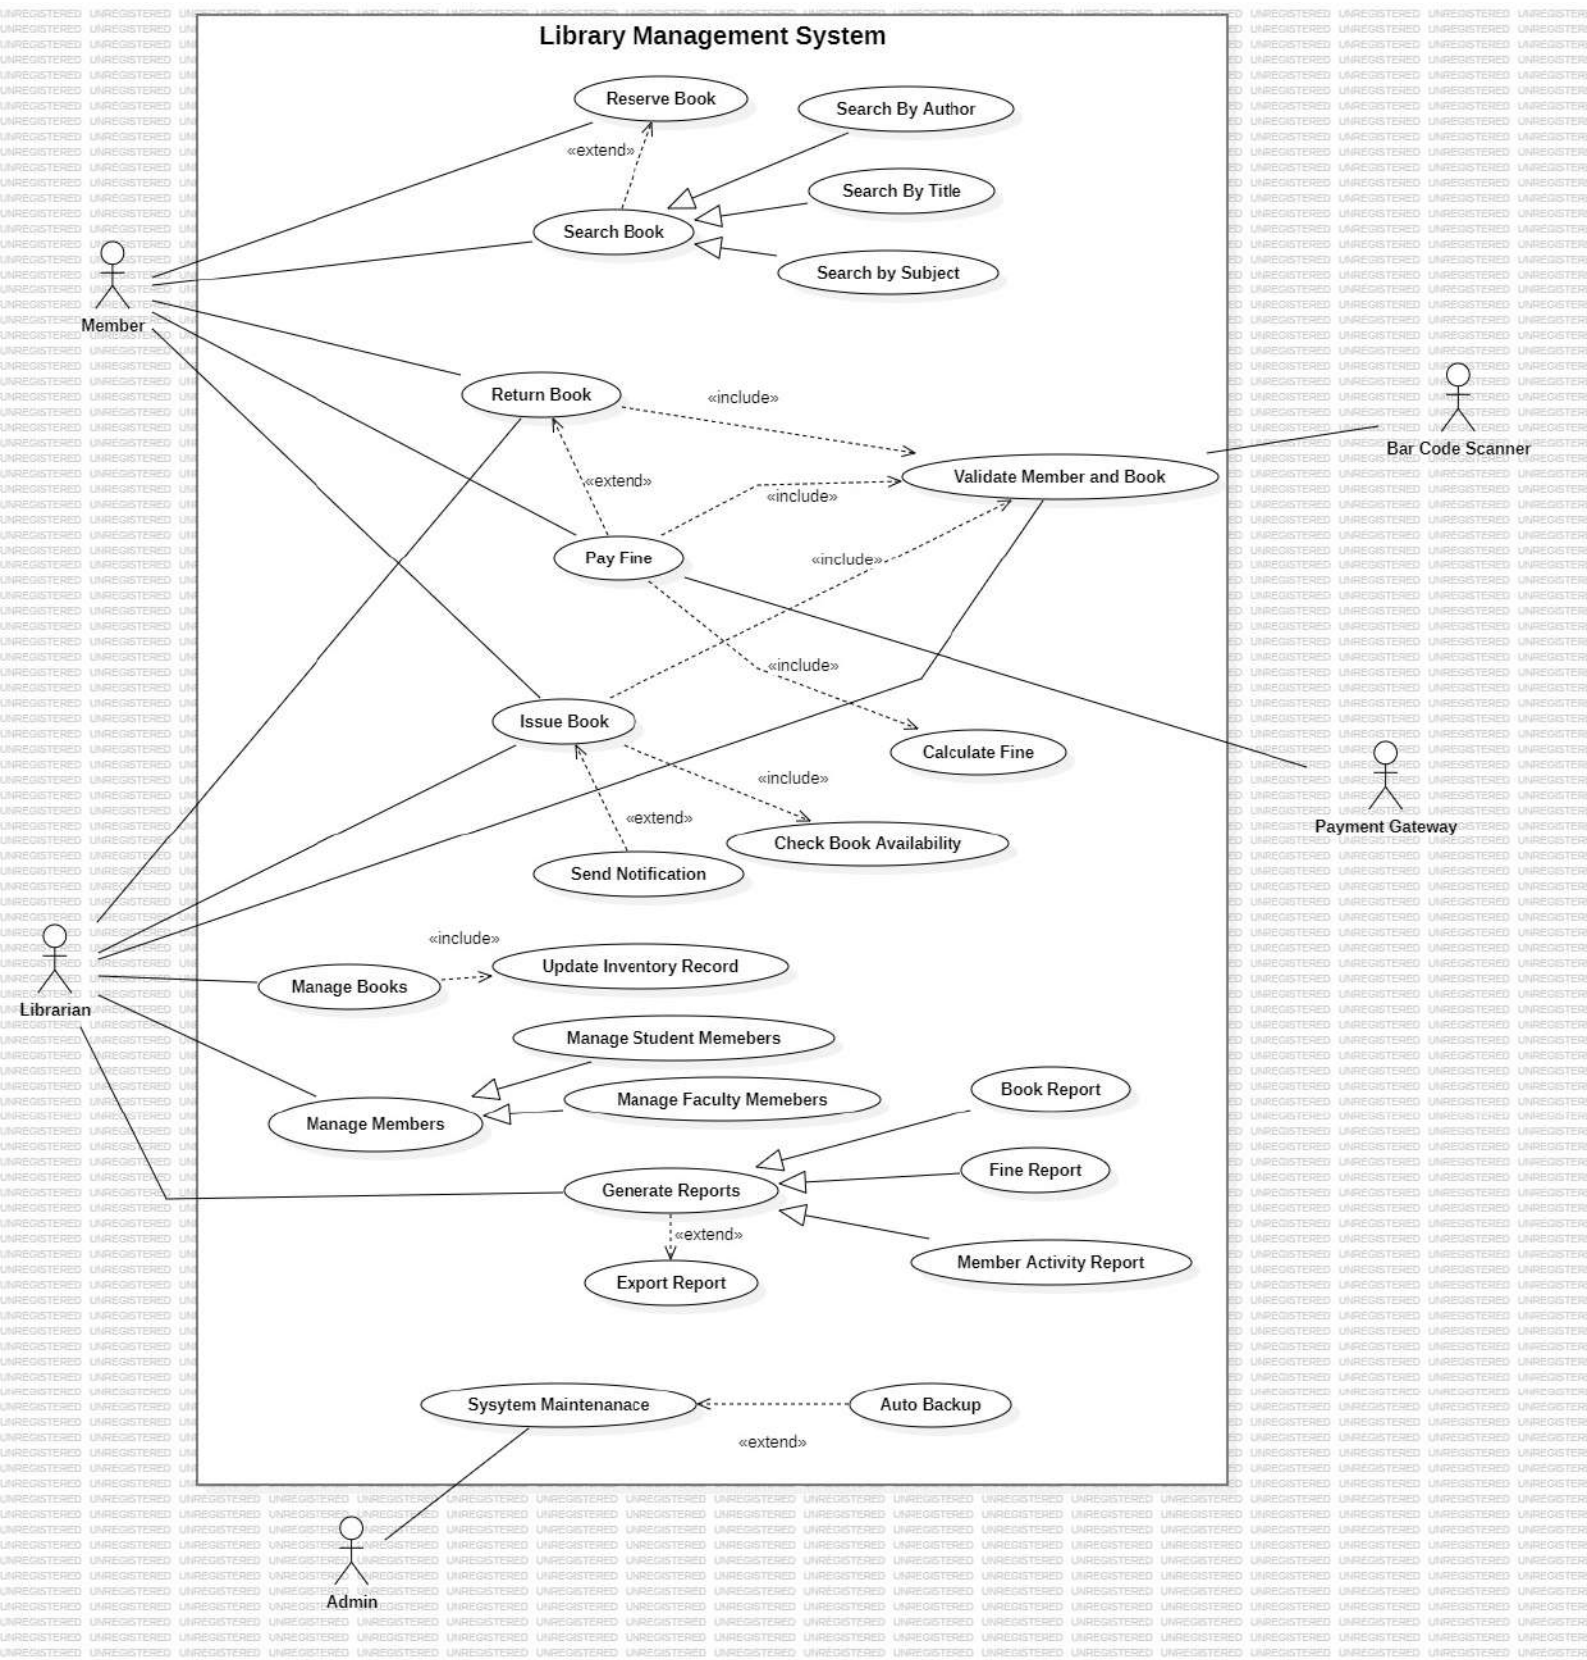 Library Management System
Reserve Book
Search By Author
«extend»
Search By Title
Search Book
Search by Subject
Member
Return Book
«include»
Bar Code Scanner
Validate Member and Book
«extend»
«include»
Pay Fine
«include»
«include»
Issue Book
Calculate Fine
«include»
Payment Gateway
«extend»
Check Book Availability
Send Notification
«include»
Update Inventory Record
Manage Books
Librarian
Manage Student Memebers
Book Report
Manage Faculty Memebers
Manage Members
Fine Report
Generate Reports
«extend»
Member Activity Report
Export Report
Sysytem Maintenanace
Auto Backup
«extend»
Admin
UNREGISTERED